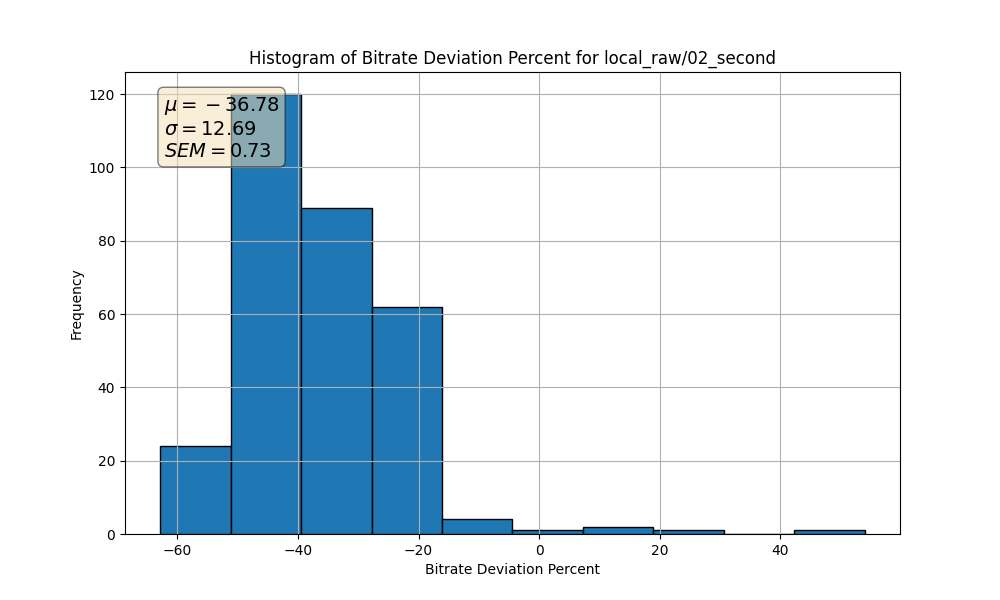 Histogram of Bitrate Deviation Percent for local_raw/02_second
μ = −36.78
σ = 12.69
SEM = 0.73
Frequency
120
100
80
60
40
20
0
−60
−40
−20
0
20
40
Bitrate Deviation Percent